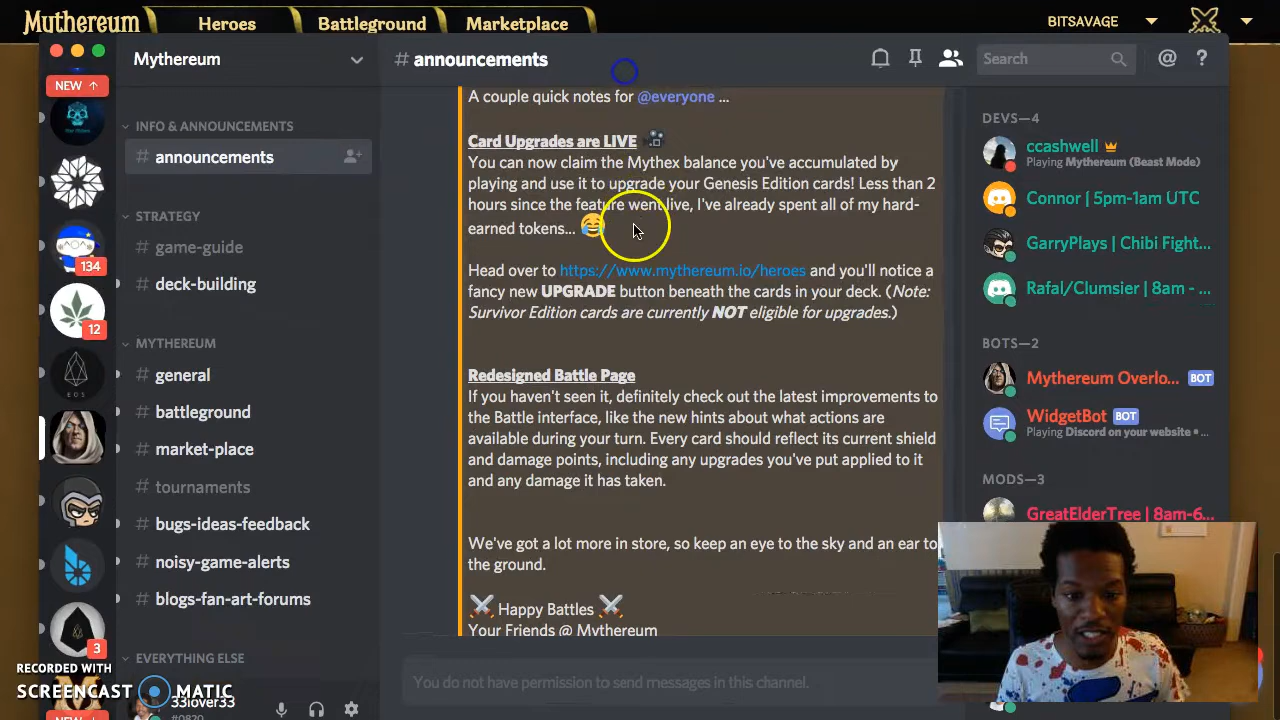 Mythereum
Heroes
Battleground
Marketplace
BITSAVAGE
Mythereum
# announcements
Search
@
?
NEW ↑
134
12
EOS
3
NEW ↑
INFO & ANNOUNCEMENTS
# announcements
STRATEGY
# game-guide
# deck-building
MYTHEREUM
# general
# battleground
# market-place
# tournaments
# bugs-ideas-feedback
# noisy-game-alerts
# blogs-fan-art-forums
EVERYTHING ELSE
33lover33
#0820
A couple quick notes for @everyone ...
Card Upgrades are LIVE
You can now claim the Mythex balance you've accumulated by
playing and use it to upgrade your Genesis Edition cards! Less than 2
hours since the feature went live, I've already spent all of my hard-
earned tokens... 😂
Head over to https://www.mythereum.io/heroes and you'll notice a
fancy new UPGRADE button beneath the cards in your deck. (Note:
Survivor Edition cards are currently NOT eligible for upgrades.)
Redesigned Battle Page
If you haven't seen it, definitely check out the latest improvements to
the Battle interface, like the new hints about what actions are
available during your turn. Every card should reflect its current shield
and damage points, including any upgrades you've put applied to it
and any damage it has taken.
We've got a lot more in store, so keep an eye to the sky and an ear to
the ground.
⚔ Happy Battles ⚔
Your Friends @ Mythereum
You do not have permission to send messages in this channel.
DEVS—4
ccashwell
Playing Mythereum (Beast Mode)
Connor | 5pm-1am UTC
GarryPlays | Chibi Fight...
Rafal/Clumsier | 8am - ...
BOTS—2
Mythereum Overlo... BOT
WidgetBot BOT
Playing Discord on your website • ...
MODS—3
GreatElderTree | 8am-6...
RECORDED WITH
SCREENCAST MATIC